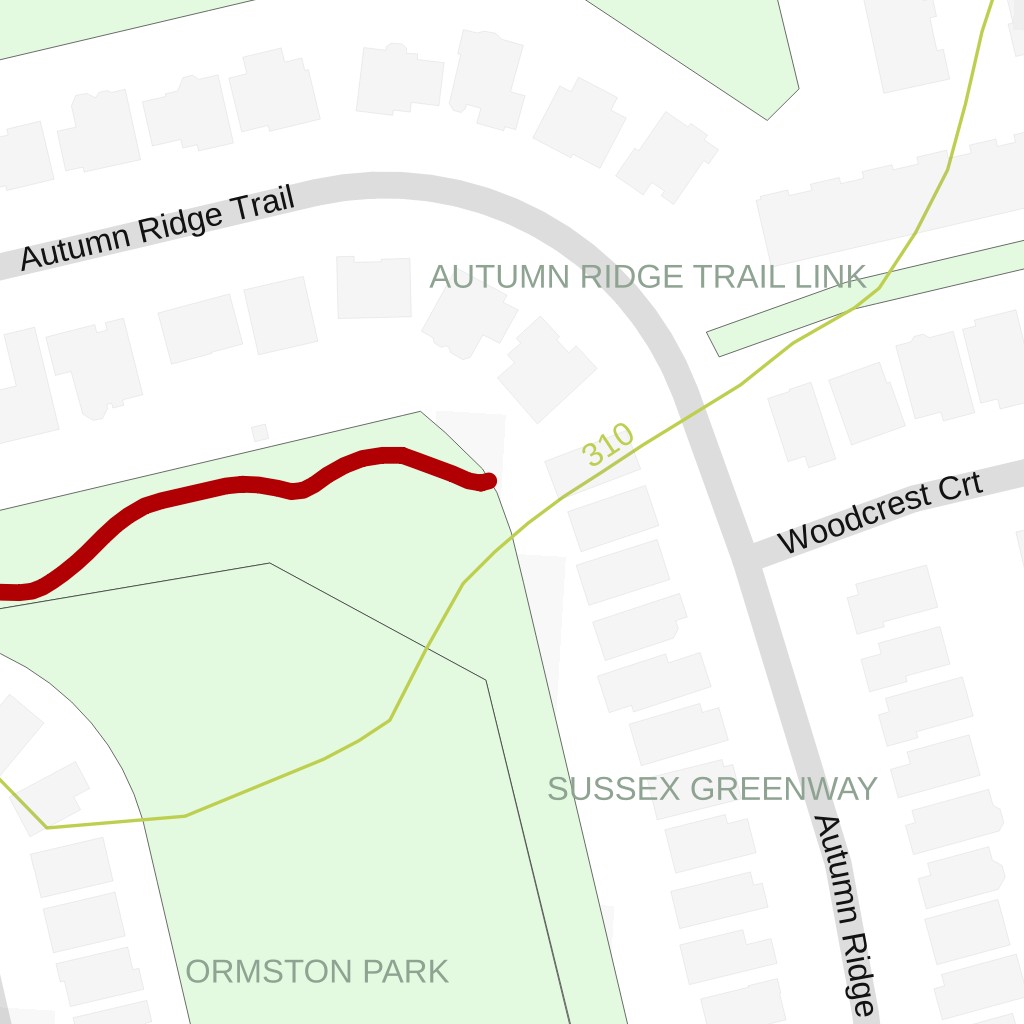 Autumn Ridge Trail
AUTUMN RIDGE TRAIL LINK
310
Woodcrest Crt
SUSSEX GREENWAY
Autumn Ridge
ORMSTON PARK